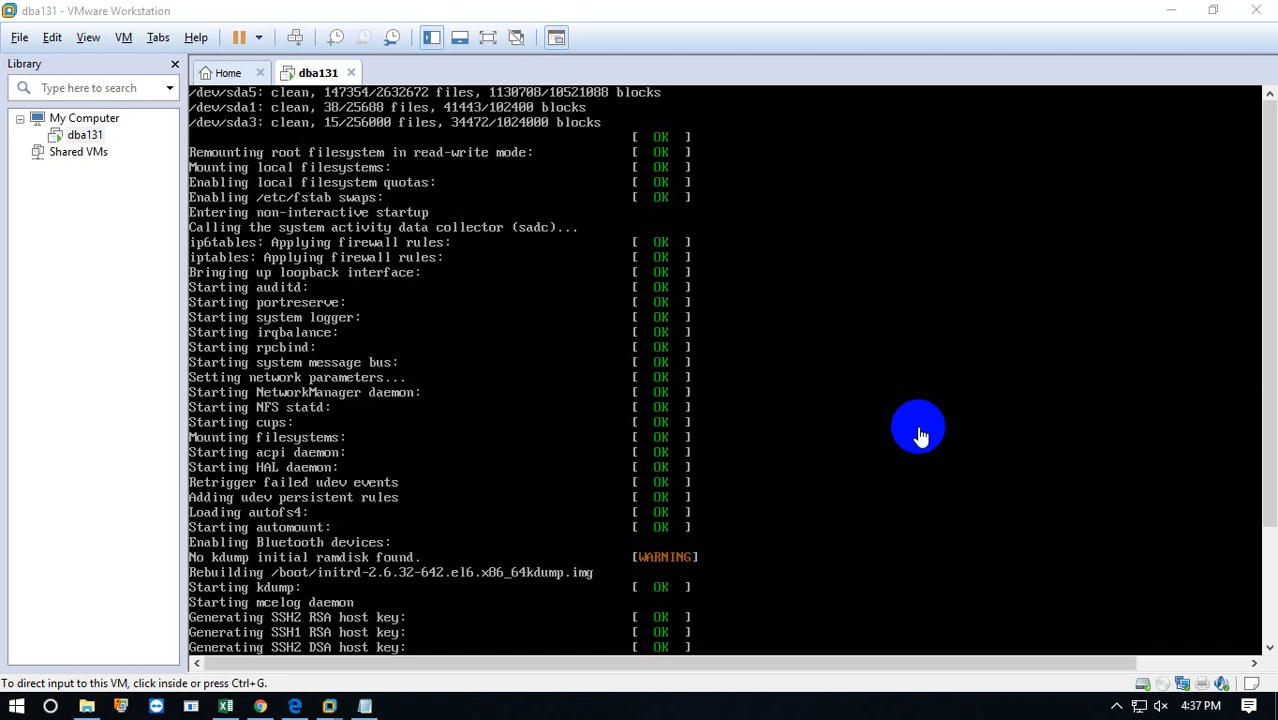 dba131 - VMware Workstation
File Edit View VM Tabs Help
Library
Type here to search
My Computer
dba131
Shared VMs
Home
dba131
/dev/sda5: clean, 147354/2632672 files, 1130708/10521088 blocks
/dev/sda1: clean, 38/25688 files, 41443/102400 blocks
/dev/sda3: clean, 15/256000 files, 34472/1024000 blocks
[ OK ]
Remounting root filesystem in read-write mode: [ OK ]
Mounting local filesystems: [ OK ]
Enabling local filesystem quotas: [ OK ]
Enabling /etc/fstab swaps: [ OK ]
Entering non-interactive startup
Calling the system activity data collector (sadc)...
ip6tables: Applying firewall rules: [ OK ]
iptables: Applying firewall rules: [ OK ]
Bringing up loopback interface: [ OK ]
Starting auditd: [ OK ]
Starting portreserve: [ OK ]
Starting system logger: [ OK ]
Starting irqbalance: [ OK ]
Starting rpcbind: [ OK ]
Starting system message bus: [ OK ]
Setting network parameters... [ OK ]
Starting NetworkManager daemon: [ OK ]
Starting NFS statd: [ OK ]
Starting cups: [ OK ]
Mounting filesystems: [ OK ]
Starting acpi daemon: [ OK ]
Starting HAL daemon: [ OK ]
Retrigger failed udev events [ OK ]
Adding udev persistent rules [ OK ]
Loading autofs4: [ OK ]
Starting automount: [ OK ]
Enabling Bluetooth devices:
No kdump initial ramdisk found. [WARNING]
Rebuilding /boot/initrd-2.6.32-642.el6.x86_64kdump.img
Starting kdump: [ OK ]
Starting mcelog daemon
Generating SSH2 RSA host key: [ OK ]
Generating SSH1 RSA host key: [ OK ]
Generating SSH2 DSA host key: [ OK ]
To direct input to this VM, click inside or press Ctrl+G.
4:37 PM